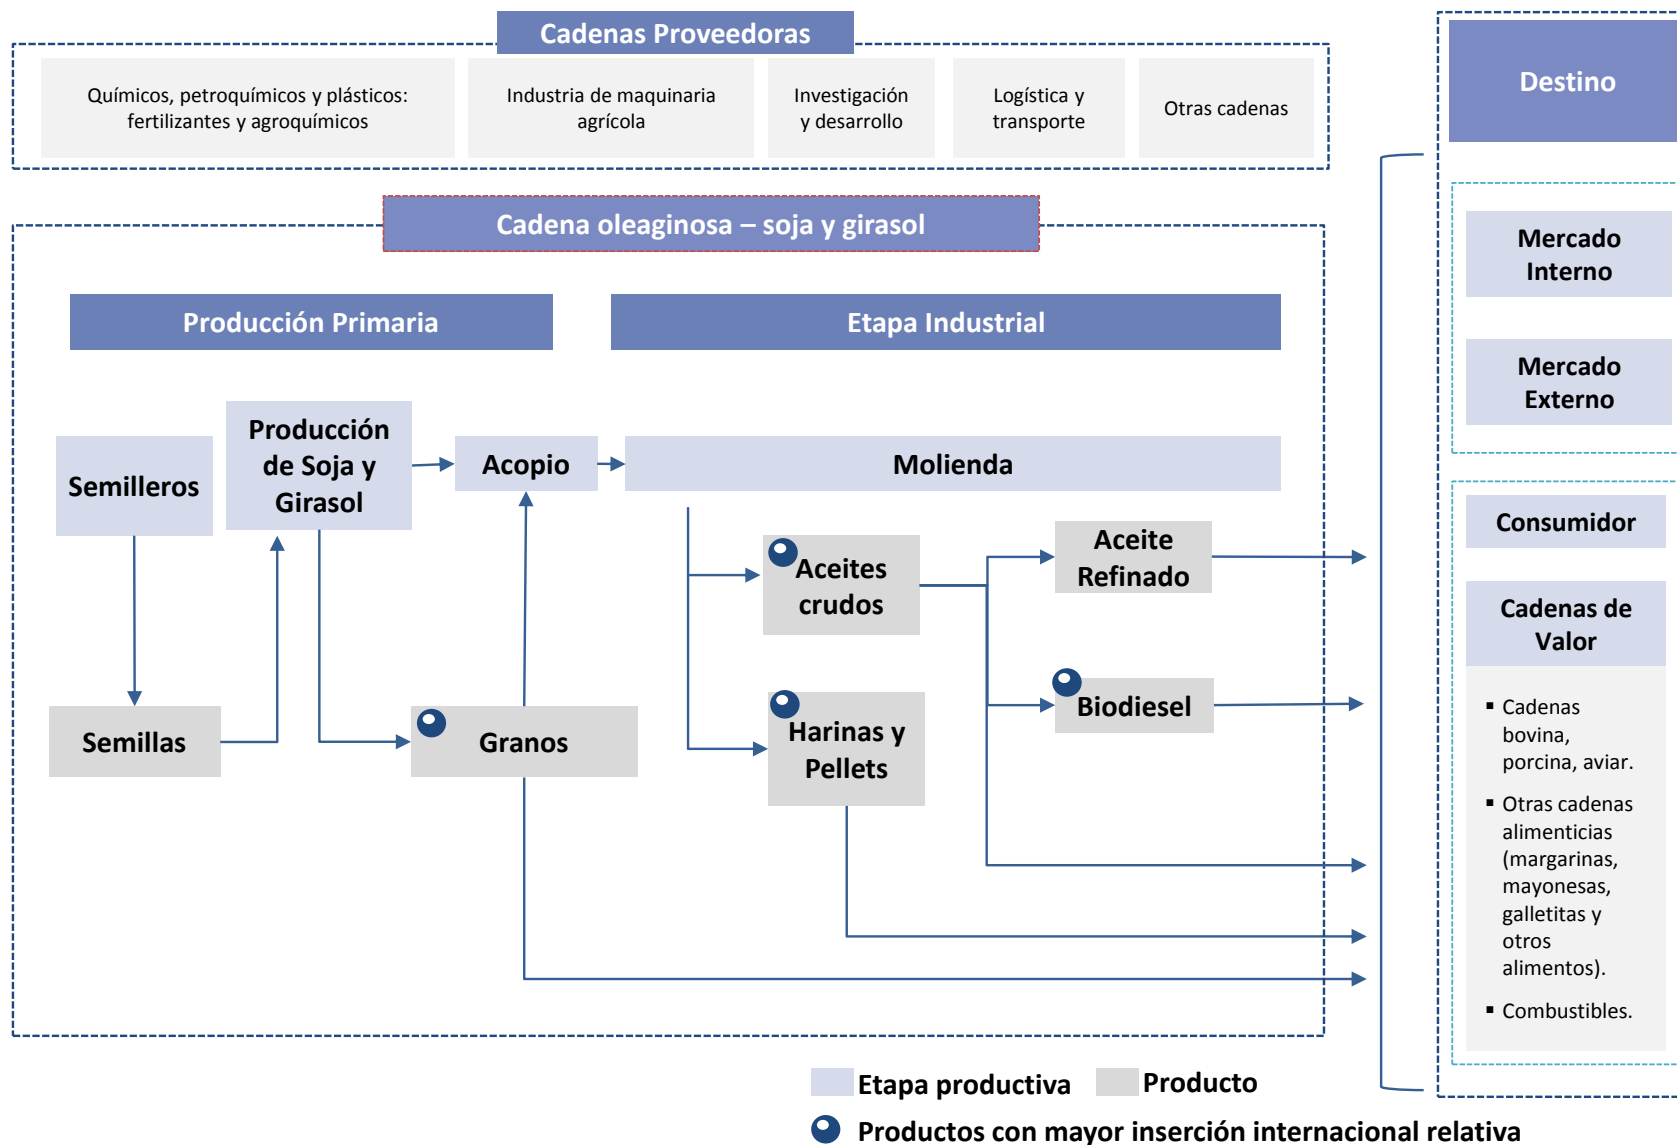 Cadenas Proveedoras
Químicos, petroquímicos y plásticos:
fertilizantes y agroquímicos
Industria de maquinaria
agrícola
Investigación
y desarrollo
Logística y
transporte
Otras cadenas
Destino
Cadena oleaginosa – soja y girasol
Mercado
Interno
Mercado
Externo
Producción Primaria
Etapa Industrial
Semilleros
Producción
de Soja y
Girasol
Acopio
Molienda
Aceites
crudos
Aceite
Refinado
Semillas
Granos
Harinas y
Pellets
Biodiesel
Consumidor
Cadenas de
Valor
▪ Cadenas
bovina,
porcina, aviar.
▪ Otras cadenas
alimenticias
(margarinas,
mayonesas,
galletitas y
otros
alimentos).
▪ Combustibles.
Etapa productiva
Producto
Productos con mayor inserción internacional relativa